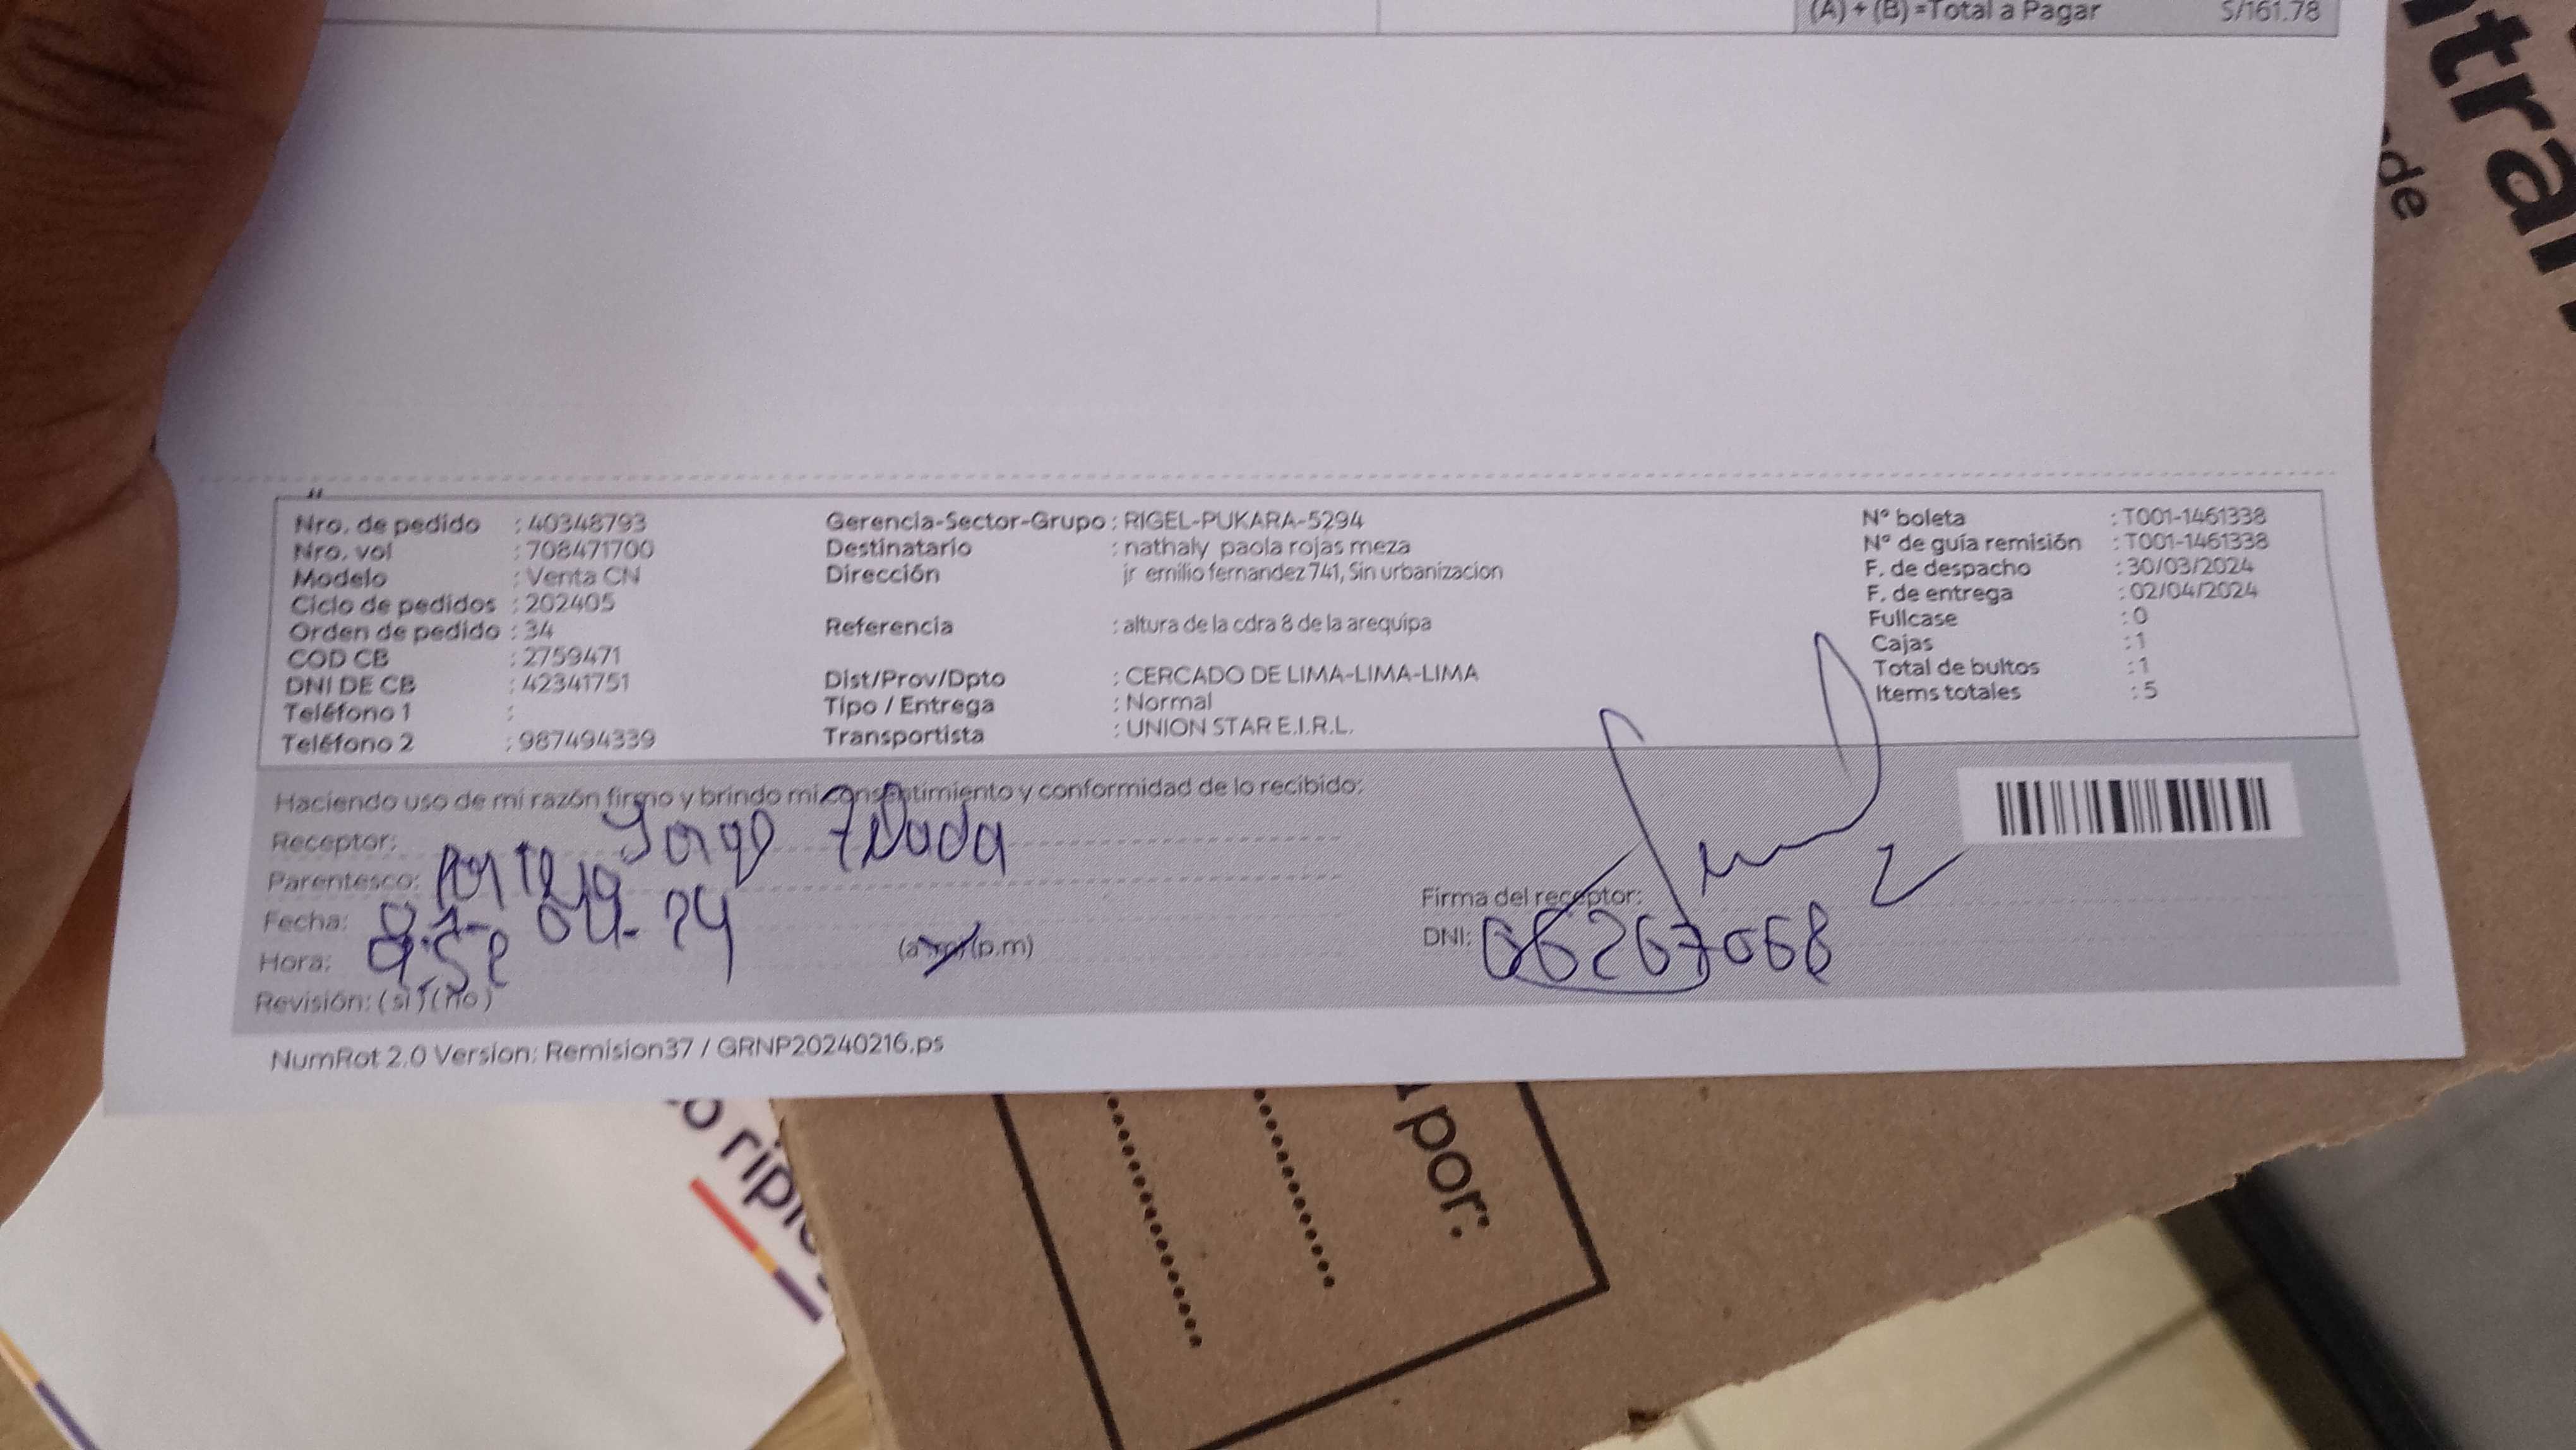 (A) + (B) =Total a Pagar S/161.78
Nro. de pedido : 40348793
Nro. vol : 708471700
Modelo : Venta CN
Ciclo de pedidos : 202405
Orden de pedido : 34
COD CB : 2759471
DNI DE CB : 42341751
Teléfono 1 :
Teléfono 2 : 987494339
Gerencia-Sector-Grupo : RIGEL-PUKARA-5294
Destinatario : nathaly paola rojas meza
Dirección jr emilio fernandez 741, Sin urbanizacion
Referencia : altura de la cdra 8 de la arequipa
Dist/Prov/Dpto : CERCADO DE LIMA-LIMA-LIMA
Tipo / Entrega : Normal
Transportista : UNION STAR E.I.R.L.
N° boleta : T001-1461338
N° de guía remisión : T001-1461338
F. de despacho : 30/03/2024
F. de entrega : 02/04/2024
Fullcase : 0
Cajas : 1
Total de bultos : 1
Items totales : 5
Haciendo uso de mi razón firmo y brindo mi consentimiento y conformidad de lo recibido:
Receptor: Jorge
Parentesco:
Fecha: 04-24
Hora: (a.m) (p.m)
Revisión: ( si ) ( no )
Firma del receptor:
DNI: 06267068
NumRot 2.0 Version: Remision37 / GRNP20240216.ps
por:
de